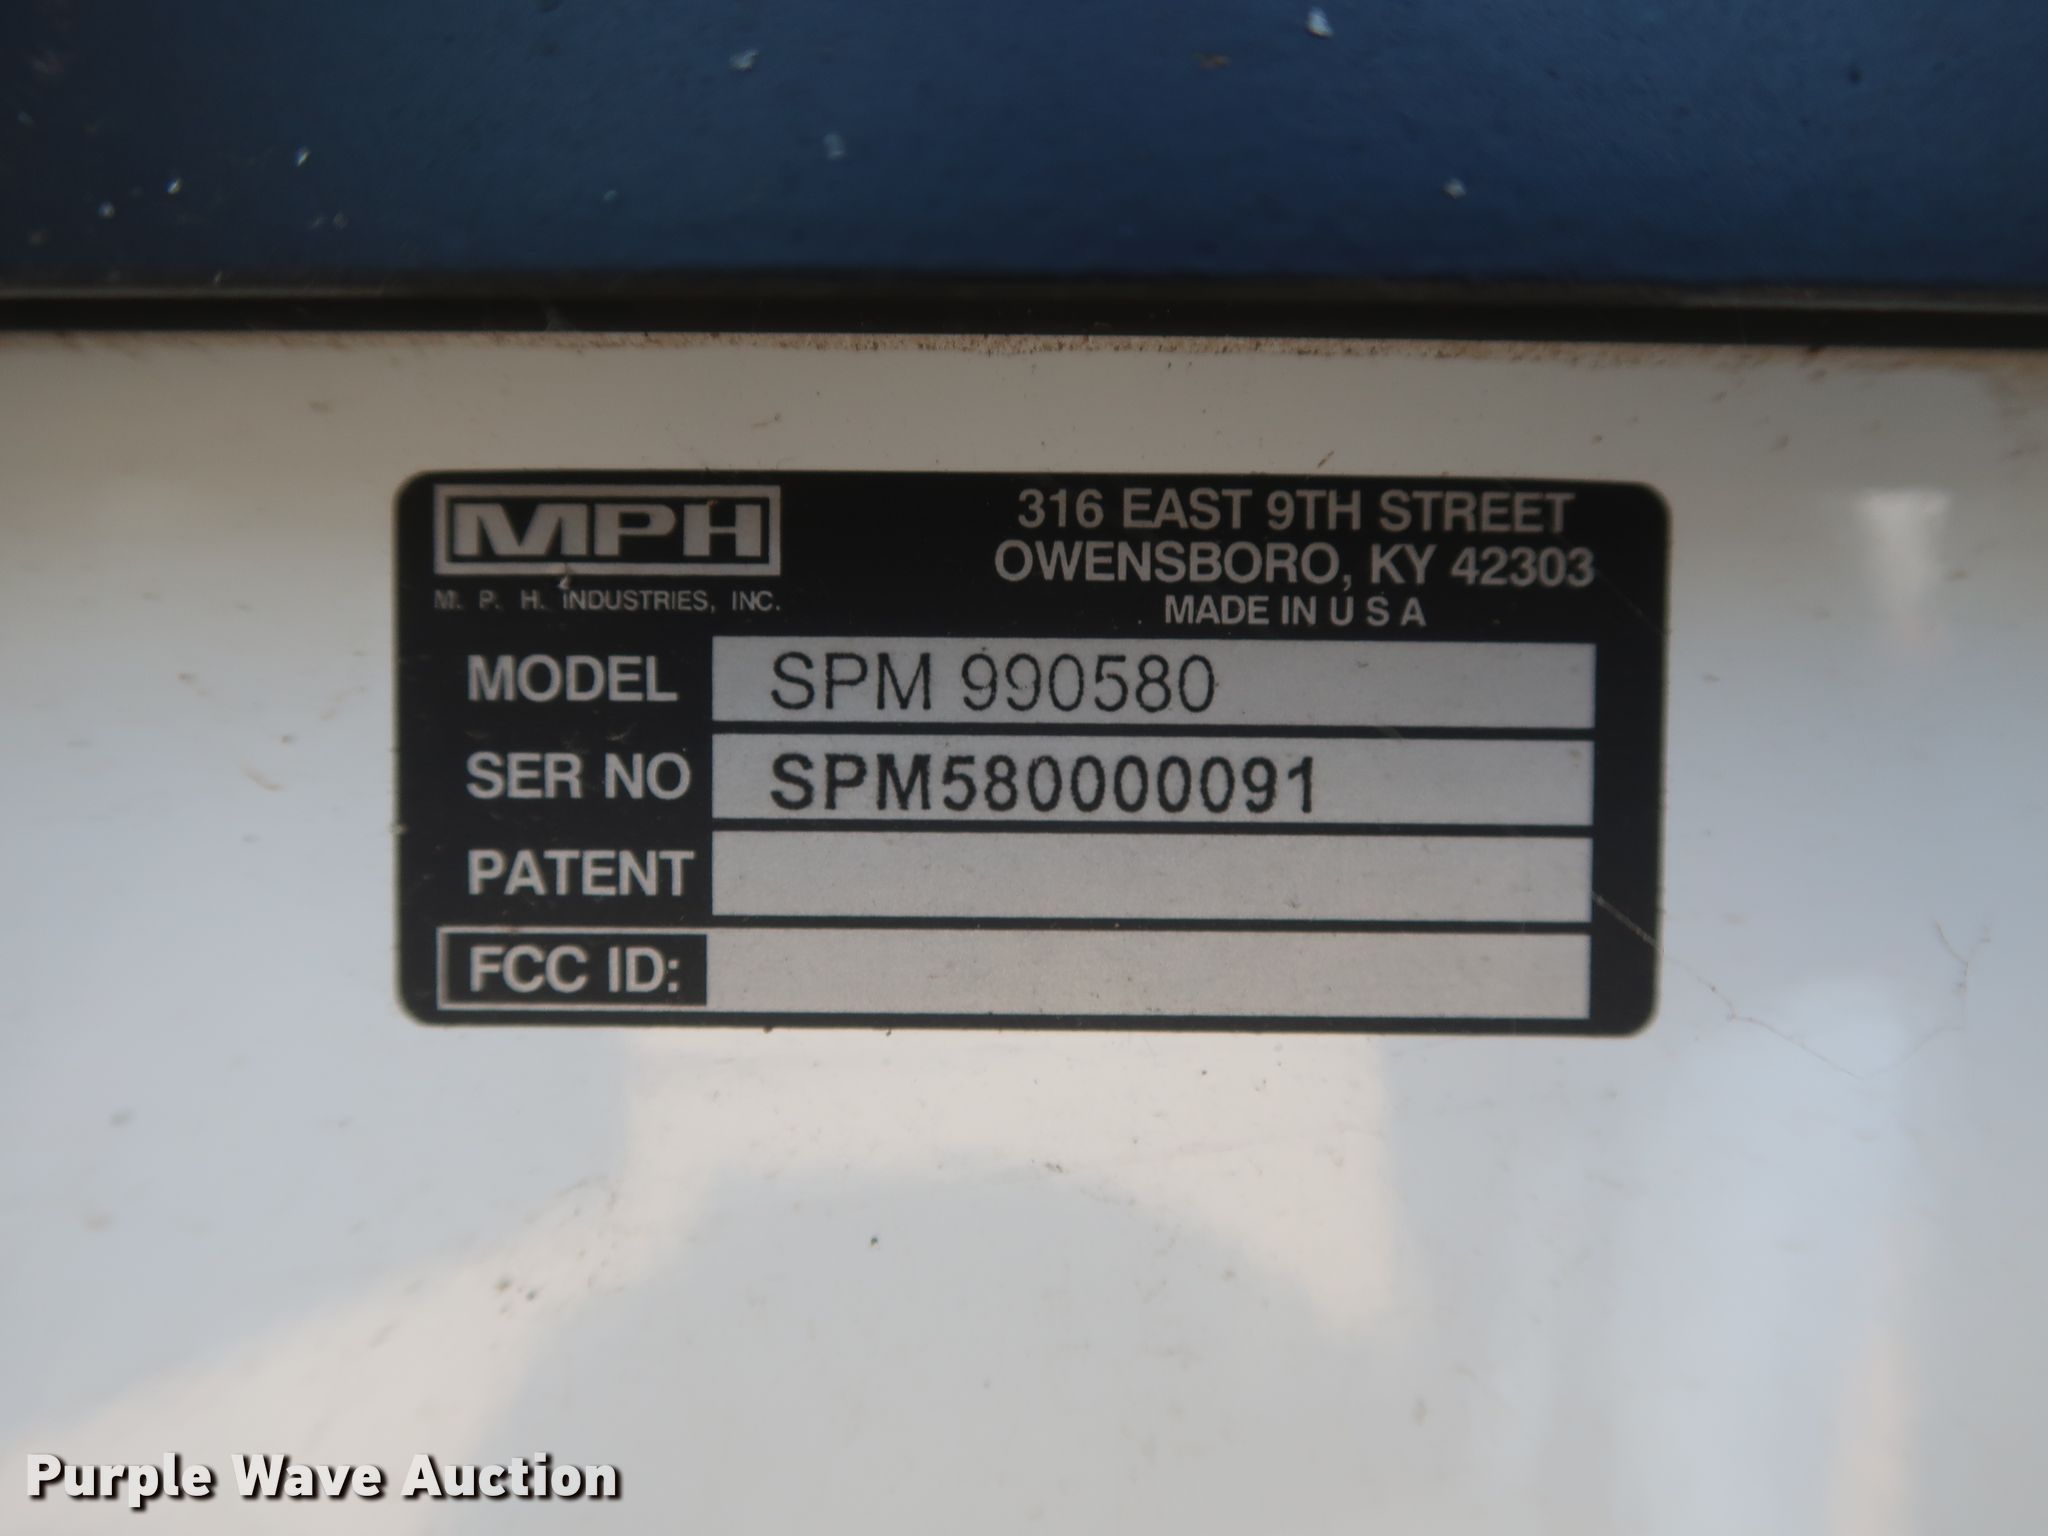 MPH
M. P. H. INDUSTRIES, INC.
316 EAST 9TH STREET
OWENSBORO, KY 42303
MADE IN U S A
MODEL SPM 990580
SER NO SPM580000091
PATENT
FCC ID:
Purple Wave Auction